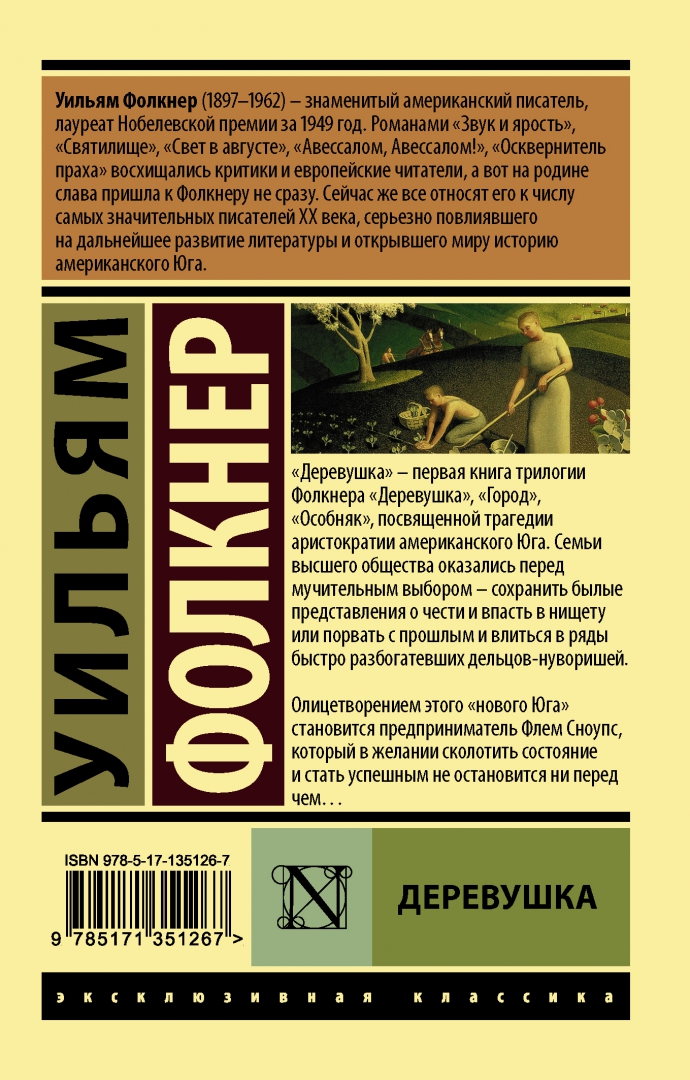 Уильям Фолкнер (1897–1962) – знаменитый американский писатель,
лауреат Нобелевской премии за 1949 год. Романами «Звук и ярость»,
«Святилище», «Свет в августе», «Авессалом, Авессалом!», «Осквернитель
праха» восхищались критики и европейские читатели, а вот на родине
слава пришла к Фолкнеру не сразу. Сейчас же все относят его к числу
самых значительных писателей XX века, серьезно повлиявшего
на дальнейшее развитие литературы и открывшего миру историю
американского Юга.
УИЛЬЯМ
ФОЛКНЕР
«Деревушка» – первая книга трилогии
Фолкнера «Деревушка», «Город»,
«Особняк», посвященной трагедии
аристократии американского Юга. Семьи
высшего общества оказались перед
мучительным выбором – сохранить былые
представления о чести и впасть в нищету
или порвать с прошлым и влиться в ряды
быстро разбогатевших дельцов-нуворишей.
Олицетворением этого «нового Юга»
становится предприниматель Флем Сноупс,
который в желании сколотить состояние
и стать успешным не остановится ни перед
чем...
ISBN 978-5-17-135126-7
9 785171 351267 >
N
ДЕРЕВУШКА
эксклюзивная классика